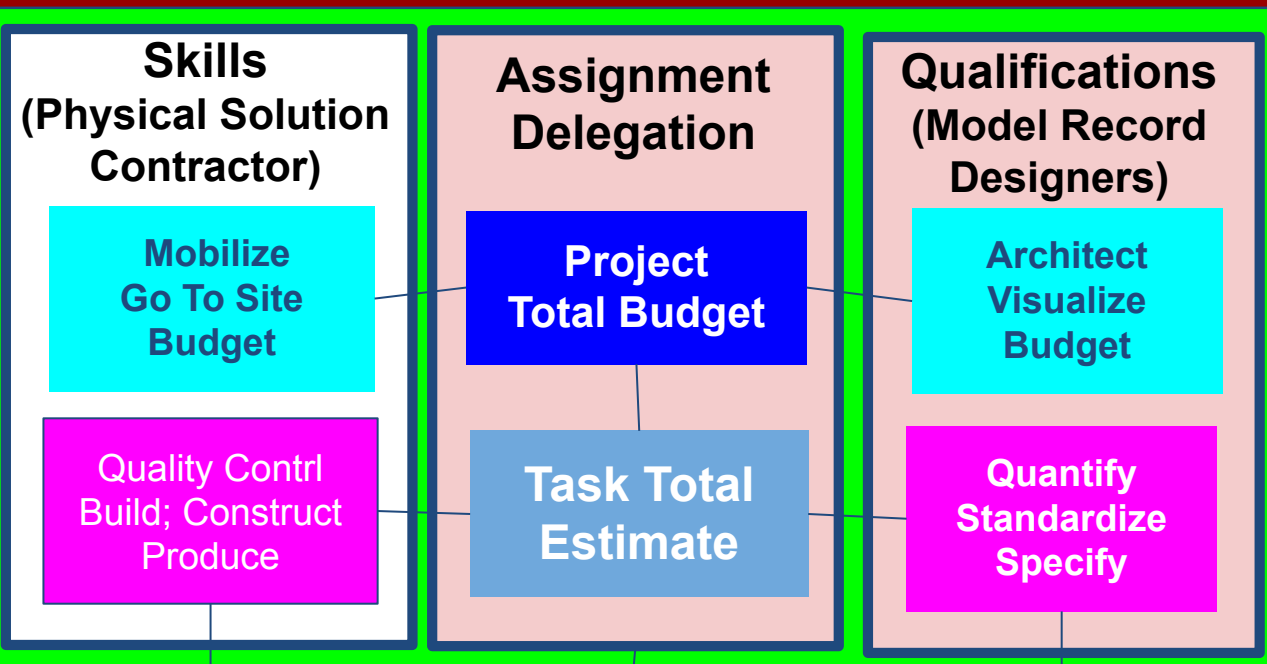 Skills
(Physical Solution
Contractor)
Mobilize
Go To Site
Budget
Quality Contrl
Build; Construct
Produce
Assignment
Delegation
Project
Total Budget
Task Total
Estimate
Qualifications
(Model Record
Designers)
Architect
Visualize
Budget
Quantify
Standardize
Specify